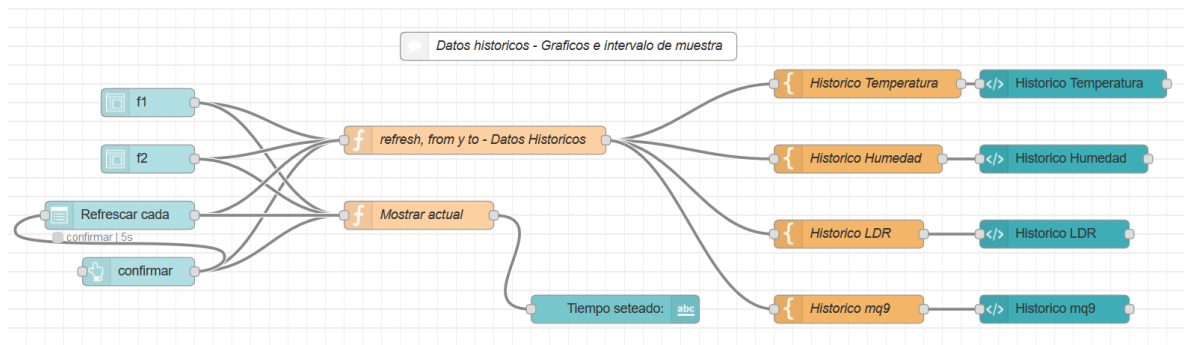 Datos historicos - Graficos e intervalo de muestra
f1
f2
Refrescar cada
confirmar | 5s
confirmar
refresh, from y to - Datos Historicos
Mostrar actual
Tiempo seteado:
abc
Historico Temperatura
Historico Temperatura
Historico Humedad
Historico Humedad
Historico LDR
Historico LDR
Historico mq9
Historico mq9